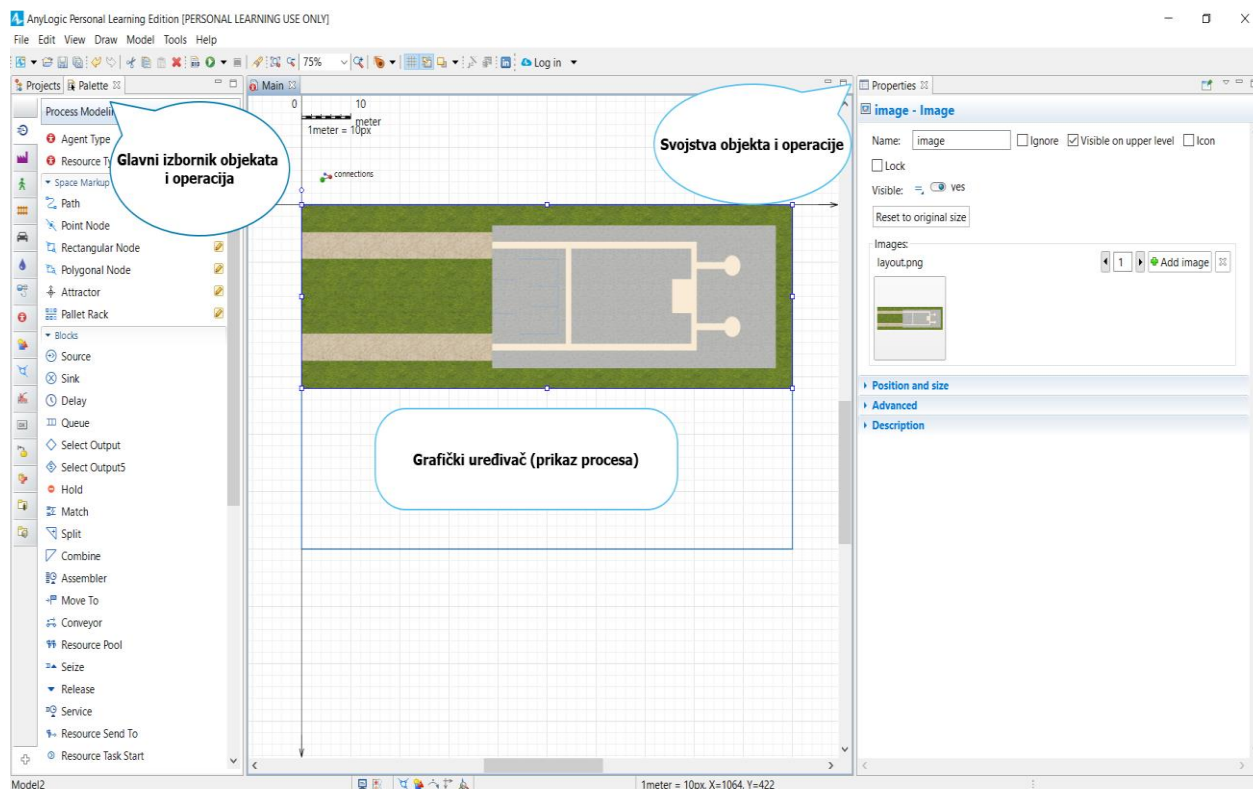 AnyLogic Personal Learning Edition [PERSONAL LEARNING USE ONLY]
File Edit View Draw Model Tools Help
75%
Log in
Projects
Palette
Main
Properties
Agent Type
Space Markup
Path
Point Node
Rectangular Node
Polygonal Node
Attractor
Pallet Rack
Blocks
Source
Sink
Delay
Queue
Select Output
Select Output5
Hold
Match
Split
Combine
Assembler
Move To
Conveyor
Resource Pool
Seize
Release
Service
Resource Send To
Resource Task Start
Glavni izbornik objekata
i operacija
0 10
meter
1meter = 10px
connections
Svojstva objekta i operacije
Grafički uređivač (prikaz procesa)
image - Image
Name: image Ignore Visible on upper level Icon
Lock
Visible: = yes
Reset to original size
Images:
layout.png 1 Add image
Position and size
Advanced
Description
Model2
1meter = 10px, X=1064, Y=422